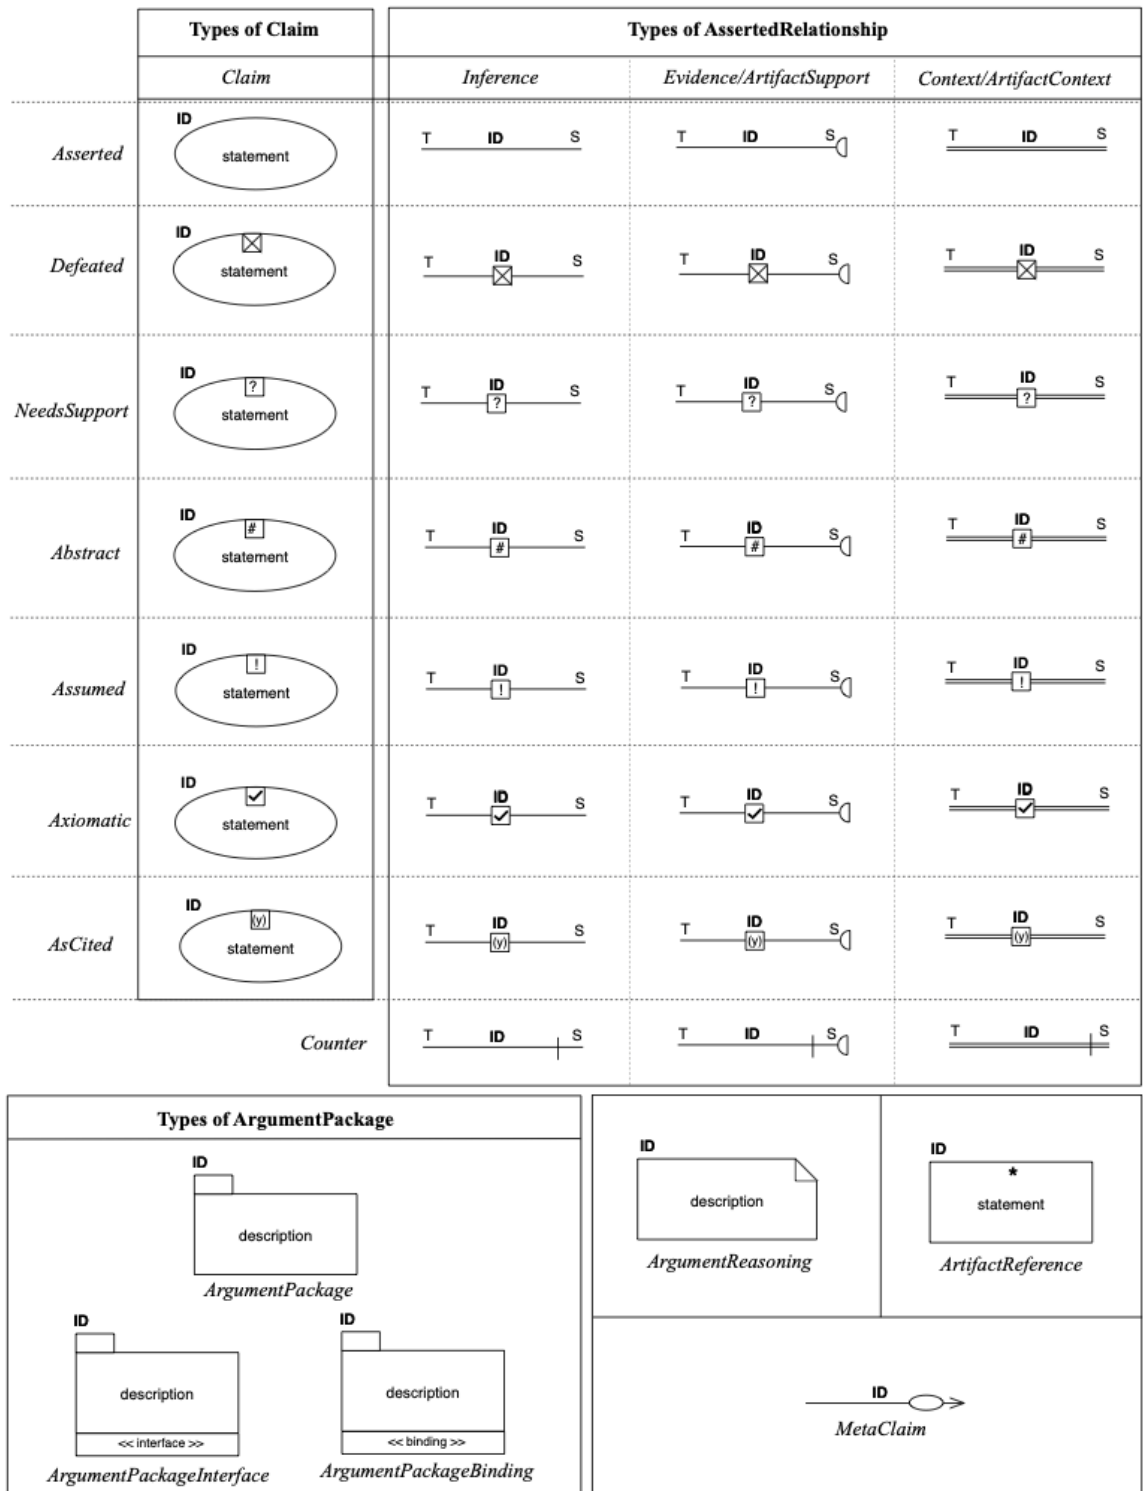 Types of Claim
Types of AssertedRelationship
Claim
Inference
Evidence/ArtifactSupport
Context/ArtifactContext
Asserted
ID
statement
T ID S
T ID S
T ID S
Defeated
ID
statement
T ID S
T ID S
T ID S
NeedsSupport
ID
?
statement
T ID S
?
T ID S
?
T ID S
?
Abstract
ID
#
statement
T ID S
#
T ID S
#
T ID S
#
Assumed
ID
!
statement
T ID S
!
T ID S
!
T ID S
!
Axiomatic
ID
✓
statement
T ID S
✓
T ID S
✓
T ID S
✓
AsCited
ID
(y)
statement
T ID S
(y)
T ID S
(y)
T ID S
(y)
Counter
T ID S
T ID S
T ID S
Types of ArgumentPackage
ID
description
ArgumentPackage
ID
description
<< interface >>
ArgumentPackageInterface
ID
description
<< binding >>
ArgumentPackageBinding
ID
description
ArgumentReasoning
ID
*
statement
ArtifactReference
ID
MetaClaim